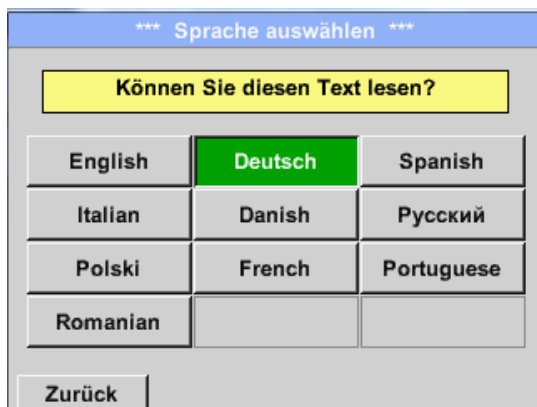 *** Sprache auswählen ***
Können Sie diesen Text lesen?
English Deutsch Spanish
Italian Danish Русский
Polski French Portuguese
Romanian
Zurück